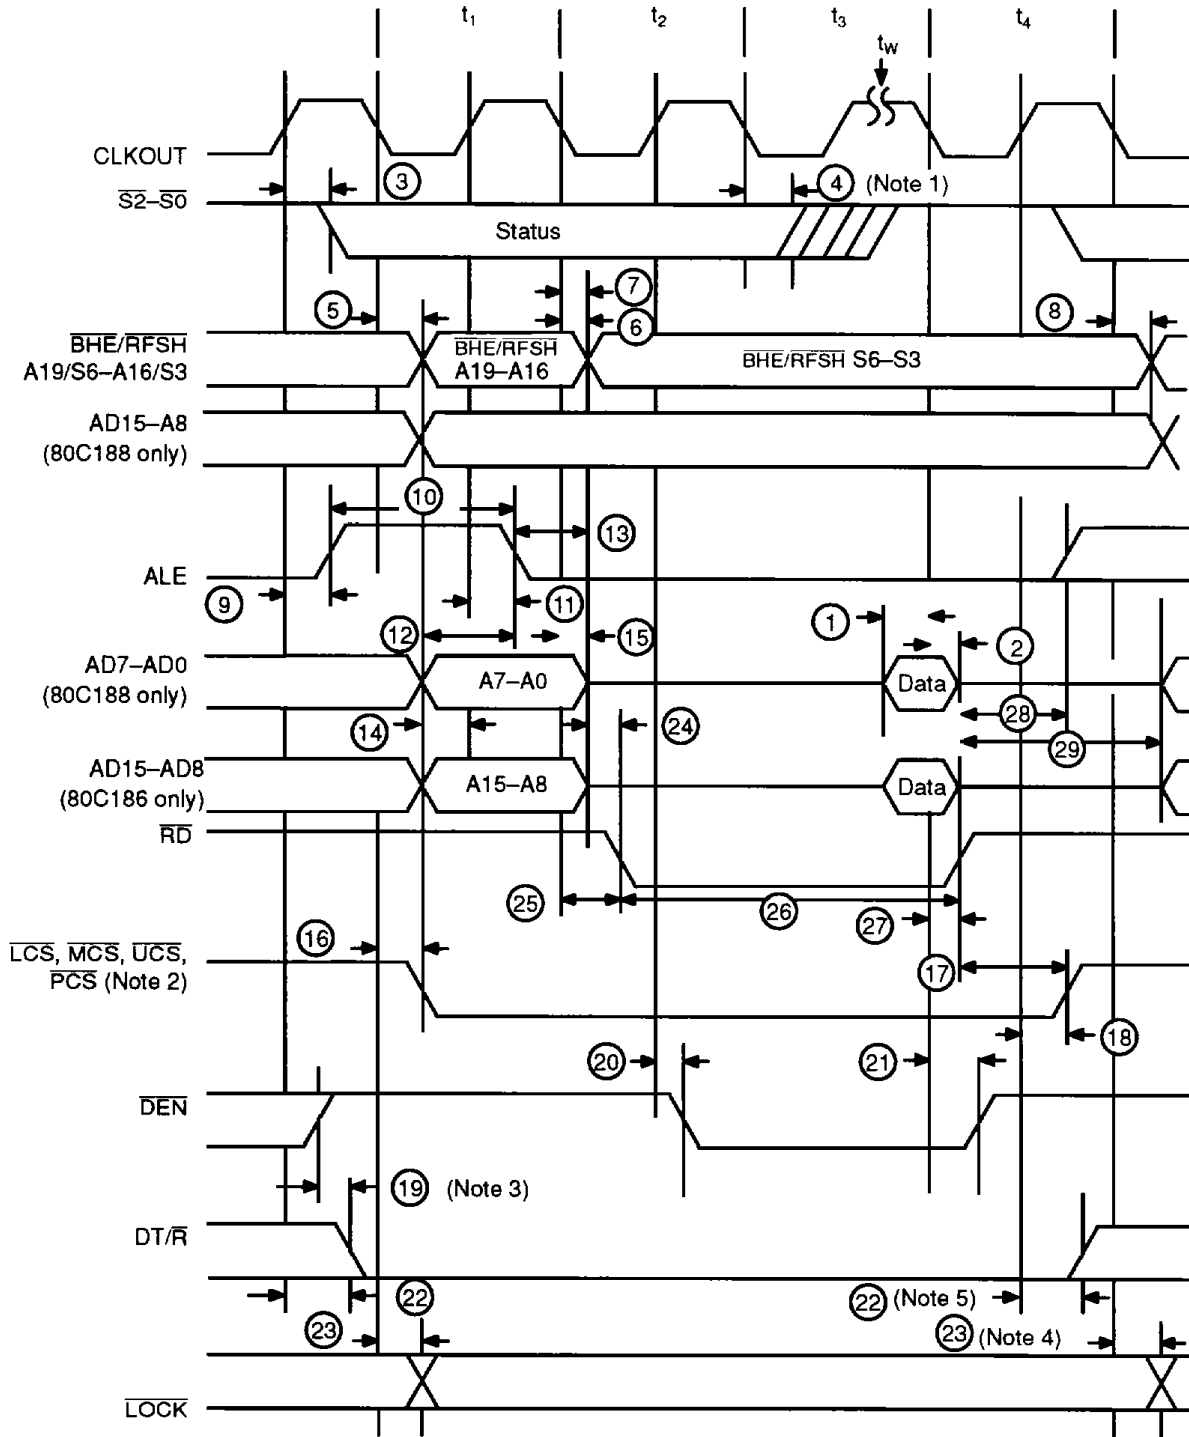 t1 t2 t3 t4
tW
CLKOUT
3 4 (Note 1)
S2–S0
Status
7
5 6 8
BHE/RFSH BHE/RFSH BHE/RFSH S6–S3
A19/S6–A16/S3 A19–A16
AD15–A8
(80C188 only)
10
13
ALE
9 11
12 15 1 2
AD7–AD0
(80C188 only) A7–A0 Data
14 24 28
29
AD15–AD8
(80C186 only) A15–A8 Data
RD
25 26 27
16
LCS, MCS, UCS,
PCS (Note 2)
17
18
20 21
DEN
19 (Note 3)
DT/R
22 22 (Note 5)
23 23 (Note 4)
LOCK